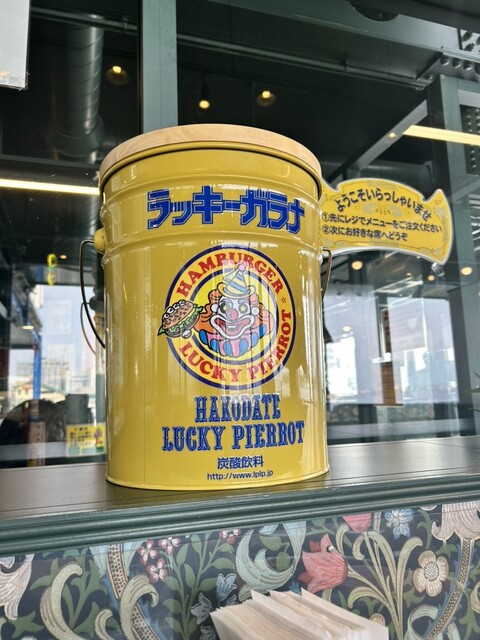 ラッキーガラナ
HAMBURGER
LUCKY PIERROT
HAKODATE
LUCKY PIERROT
炭酸飲料
http://www.lplp.jp
ようこそいらっしゃいませ
①先にレジでメニューをご注文ください
②次にお好きな席へどうぞ